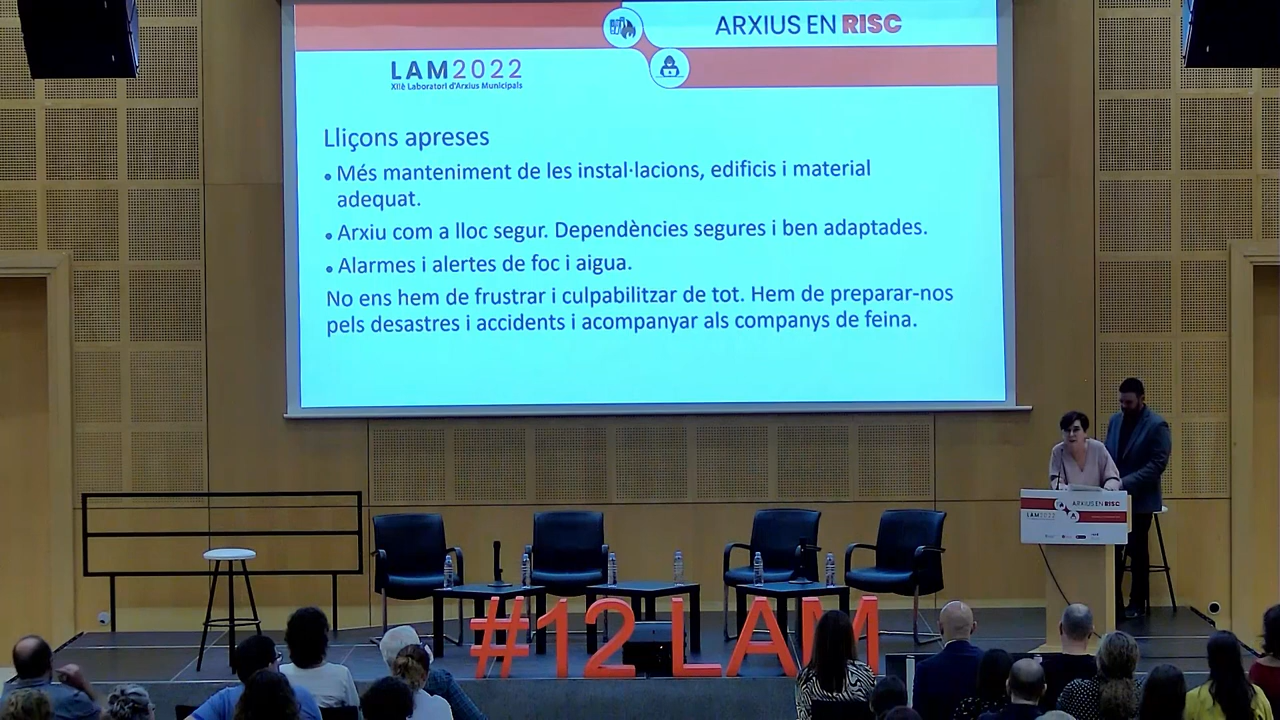 ARXIUS EN RISC
LAM2022
XIIè Laboratori d'Arxius Municipals
Lliçons apreses
• Més manteniment de les instal·lacions, edificis i material
adequat.
• Arxiu com a lloc segur. Dependències segures i ben adaptades.
• Alarmes i alertes de foc i aigua.
No ens hem de frustrar i culpabilitzar de tot. Hem de preparar-nos
pels desastres i accidents i acompanyar als companys de feina.
ARXIUS EN RISC
LAM2022
#12 LAM